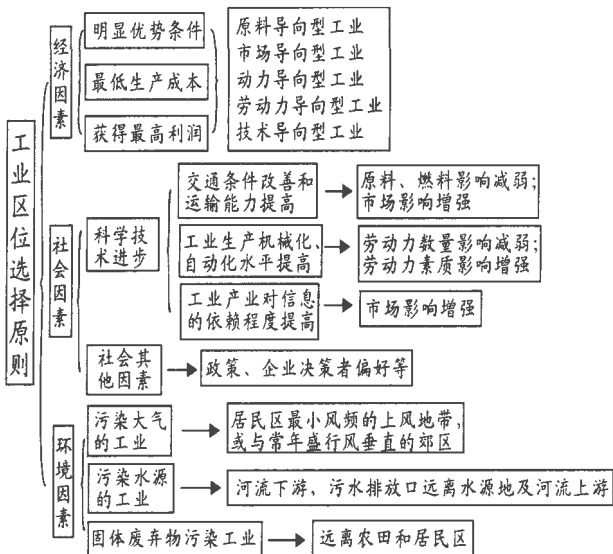 工业区位选择原则
经济因素
明显优势条件
最低生产成本
获得最高利润
原料导向型工业
市场导向型工业
动力导向型工业
劳动力导向型工业
技术导向型工业
社会因素
科学技
术进步
交通条件改善和
运输能力提高
原料、燃料影响减弱；
市场影响增强
工业生产机械化、
自动化水平提高
劳动力数量影响减弱；
劳动力素质影响增强
工业产业对信息
的依赖程度提高
市场影响增强
社会其
他因素
政策、企业决策者偏好等
环境因素
污染大气
的工业
居民区最小风频的上风地带，
或与常年盛行风垂直的郊区
污染水源
的工业
河流下游、污水排放口远离水源地及河流上游
固体废弃物污染工业
远离农田和居民区